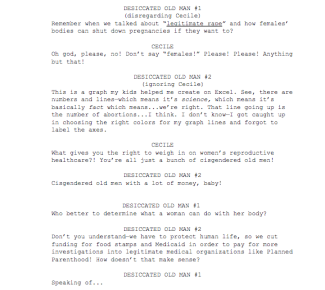 DESICCATED OLD MAN #1
(disregarding Cecile)
Remember when we talked about "legitimate rape" and how females'
bodies can shut down pregnancies if they want to?
CECILE
Oh god, please, no! Don't say "females!" Please! Please! Anything
but that!
DESICCATED OLD MAN #2
(ignoring Cecile)
This is a graph my kids helped me create on Excel. See, there are
numbers and lines-which means it's science, which means it's
basically fact which means...we're right. That line going up is
the number of abortions...I think. I don't know-I got caught up
in choosing the right colors for my graph lines and forgot to
label the axes.
CECILE
What gives you the right to weigh in on women's reproductive
healthcare?! You're all just a bunch of cisgendered old men!
DESICCATED OLD MAN #2
Cisgendered old men with a lot of money, baby!
DESICCATED OLD MAN #1
Who better to determine what a woman can do with her body?
DESICCATED OLD MAN #2
Don't you understand-we have to protect human life, so we cut
funding for food stamps and Medicaid in order to pay for more
investigations into legitimate medical organizations like Planned
Parenthood! How doesn't that make sense?
DESICCATED OLD MAN #1
Speaking of...